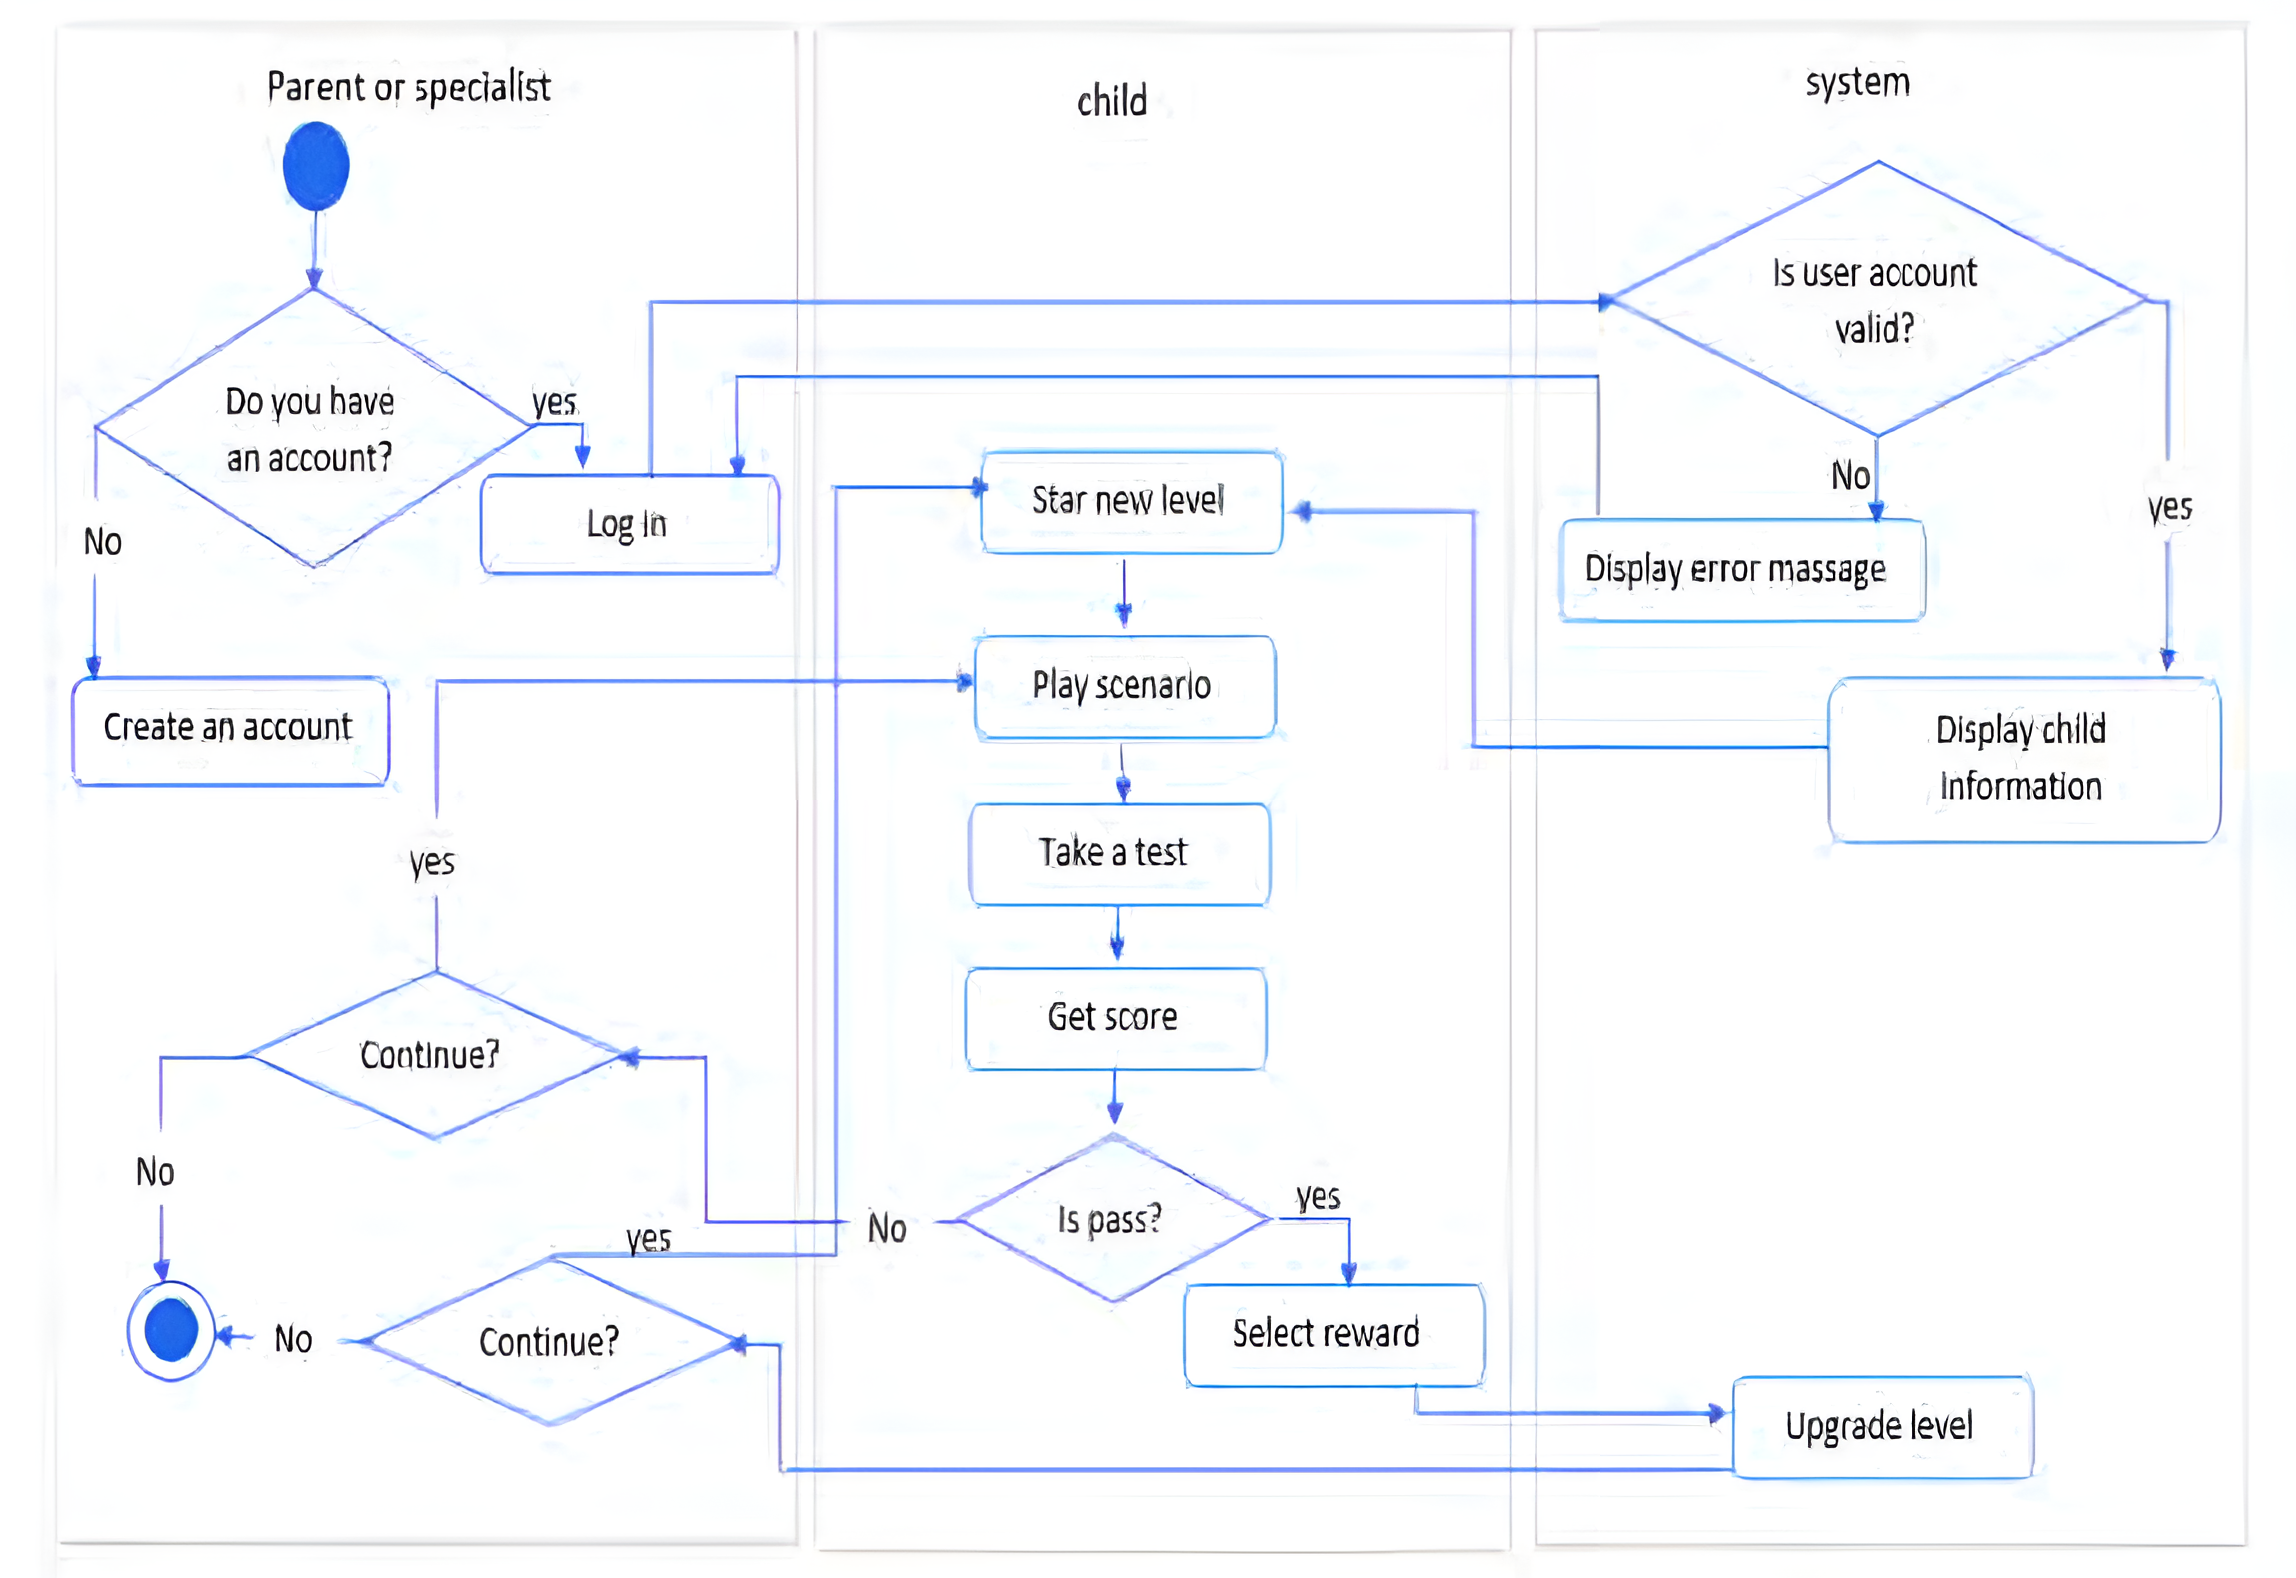 Parent or specialist
child
system
Is user account
valid?
Do you have
an account?
yes
No
Log in
Star new level
No
yes
Display error massage
Create an account
Play scenario
Display child
Information
yes
Take a test
Get score
Continue?
No
Is pass?
yes
No
yes
Select reward
No
Continue?
Upgrade level